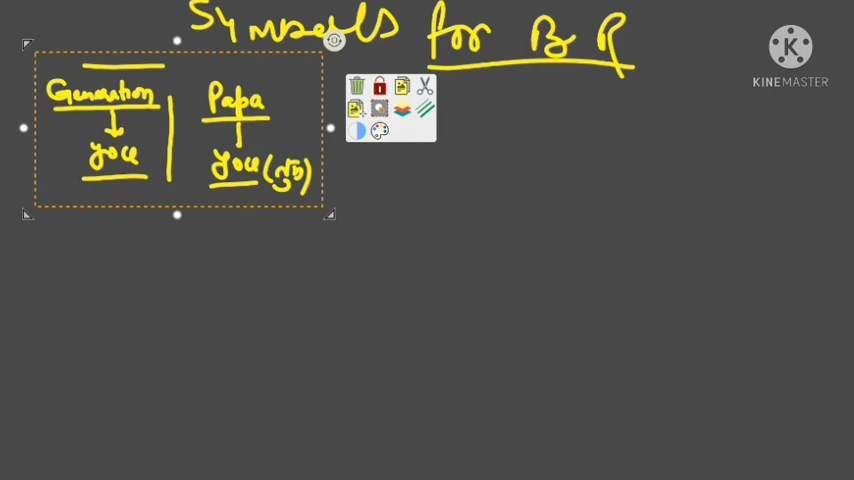 Symbols for B R
KINEMASTER
Generation
Papa
you
you (